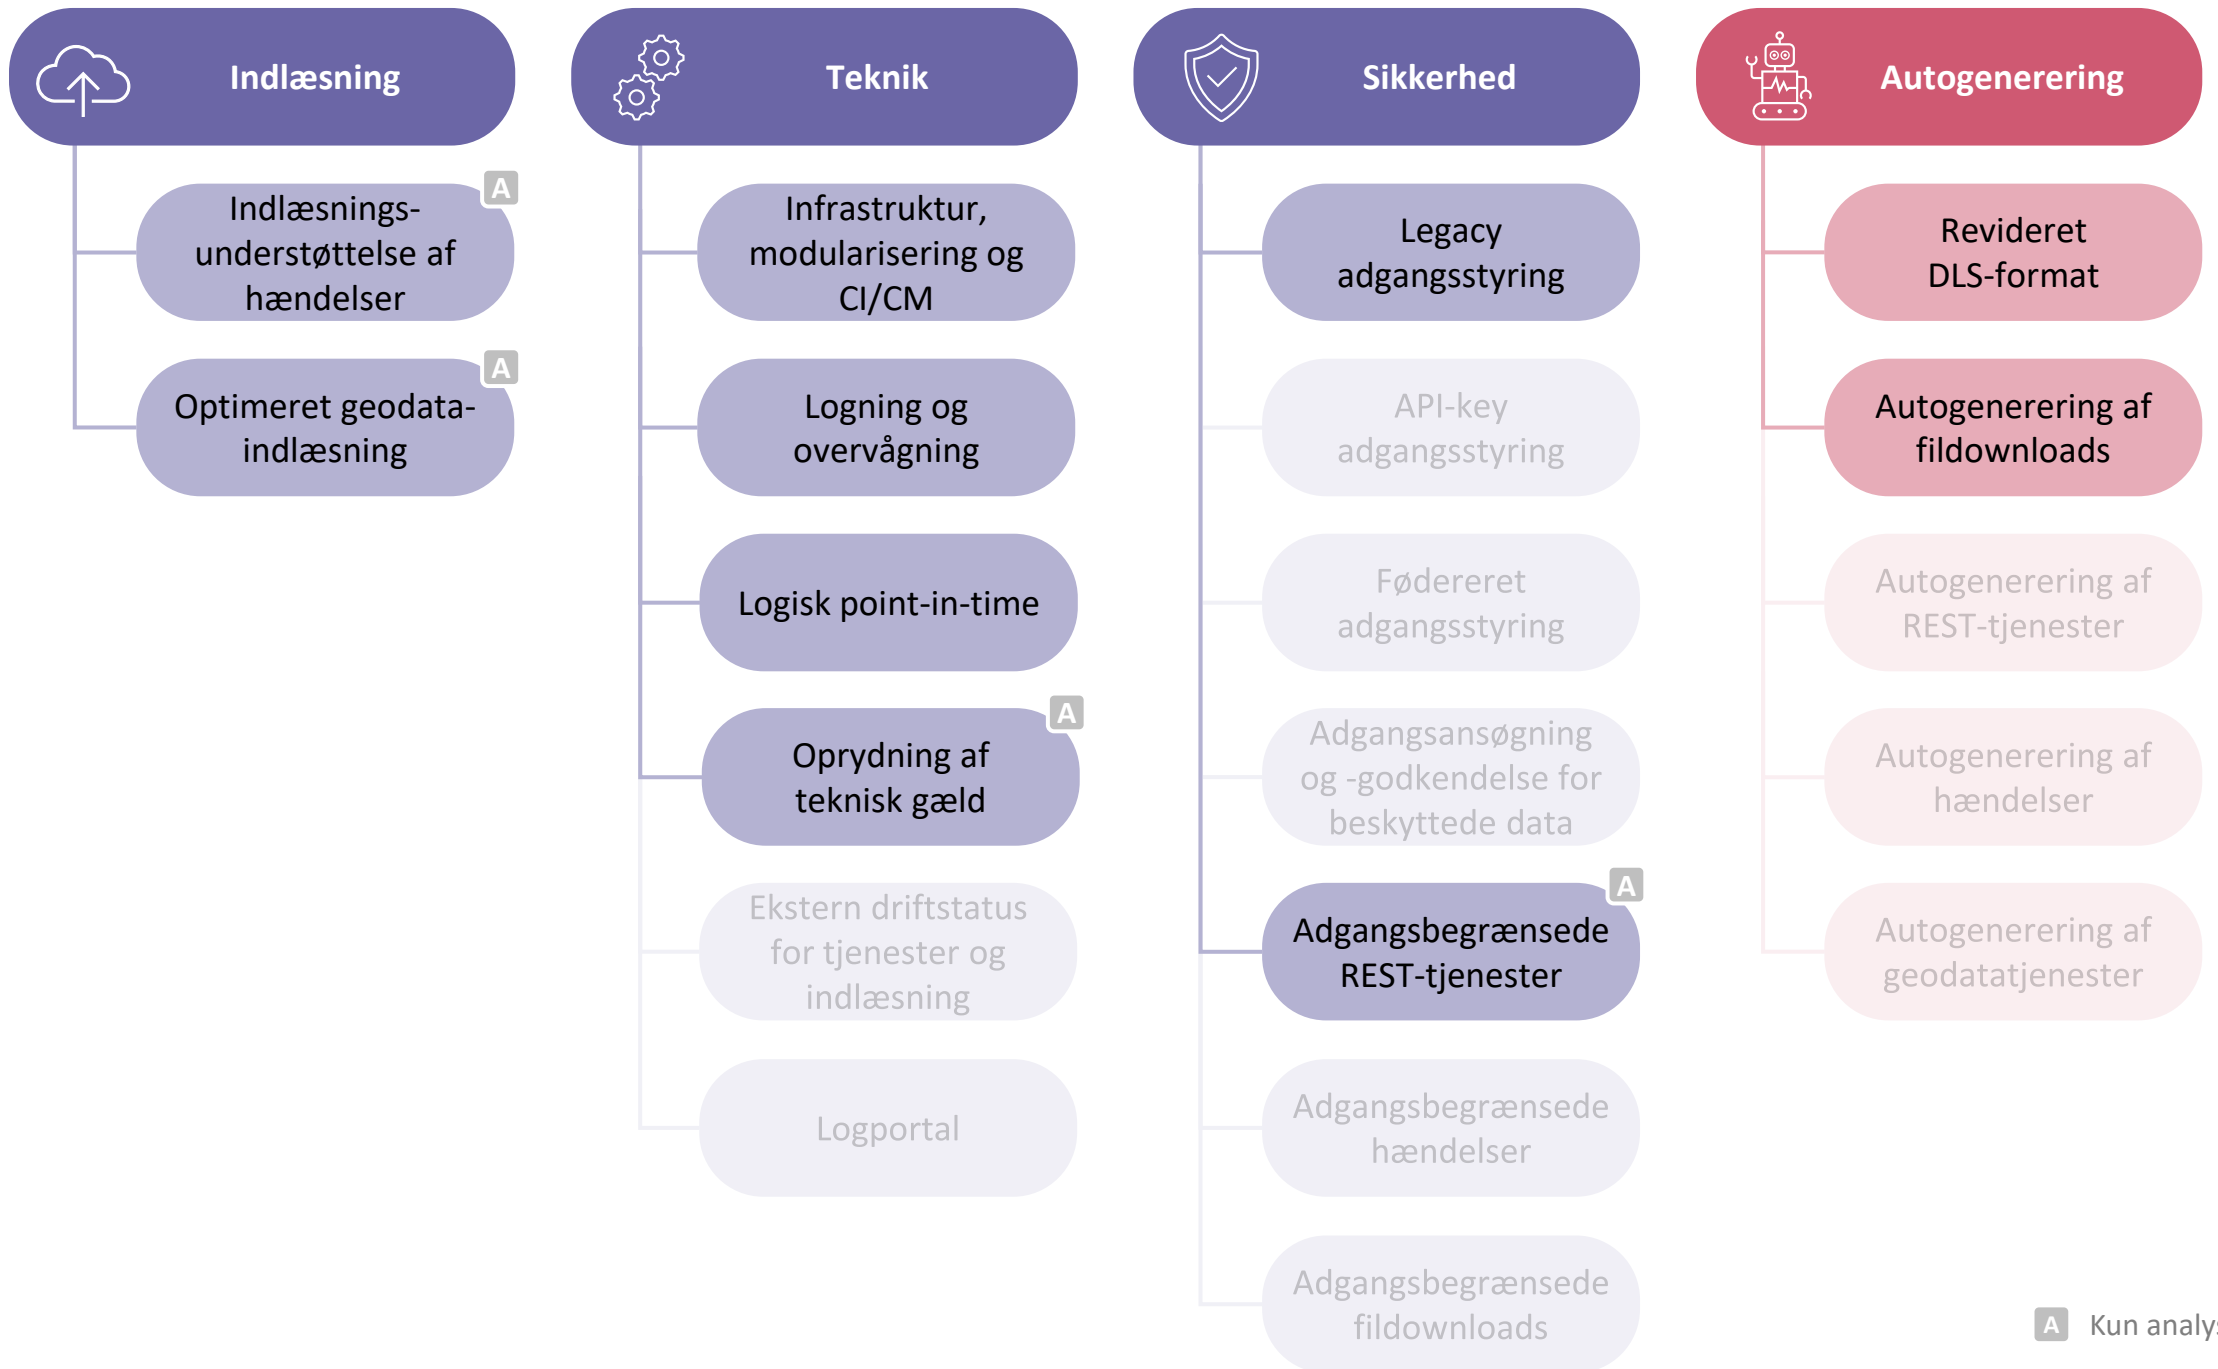 Indlæsning
A
Indlæsnings-
understøttelse af
hændelser
A
Optimeret geodata-
indlæsning
Teknik
Infrastruktur,
modularisering og
CI/CM
Logning og
overvågning
Logisk point-in-time
A
Oprydning af
teknisk gæld
Ekstern driftstatus
for tjenester og
indlæsning
Logportal
Sikkerhed
Legacy
adgangsstyring
API-key
adgangsstyring
Fødereret
adgangsstyring
Adgangsansøgning
og -godkendelse for
beskyttede data
A
Adgangsbegrænsede
REST-tjenester
Adgangsbegrænsede
hændelser
Adgangsbegrænsede
fildownloads
Autogenerering
Revideret
DLS-format
Autogenerering af
fildownloads
Autogenerering af
REST-tjenester
Autogenerering af
hændelser
Autogenerering af
geodatatjenester
A Kun